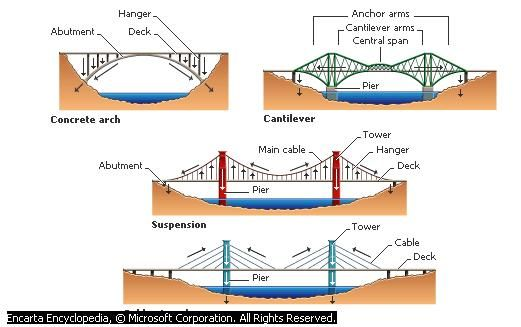 Hanger
Abutment
Deck
Concrete arch
Anchor arms
Cantilever arms
Central span
Pier
Cantilever
Tower
Main cable
Hanger
Abutment
Deck
Pier
Suspension
Tower
Cable
Deck
Pier
Encarta Encyclopedia, © Microsoft Corporation. All Rights Reserved.